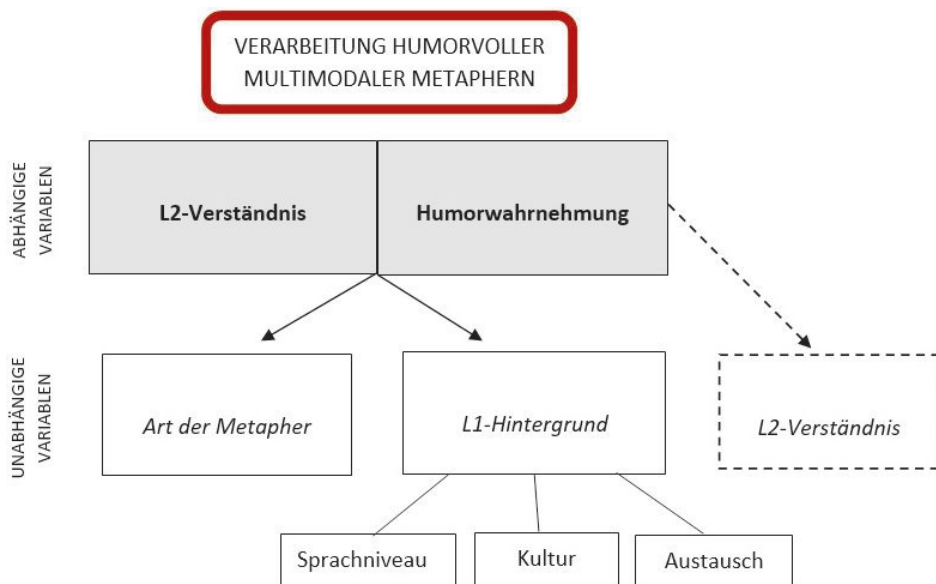 VERARBEITUNG HUMORVOLLER
MULTIMODALER METAPHERN
ABHÄNGIGE
VARIABLEN
L2-Verständnis
Humorwahrnehmung
UNABHÄNGIGE
VARIABLEN
Art der Metapher
L1-Hintergrund
L2-Verständnis
Sprachniveau
Kultur
Austausch